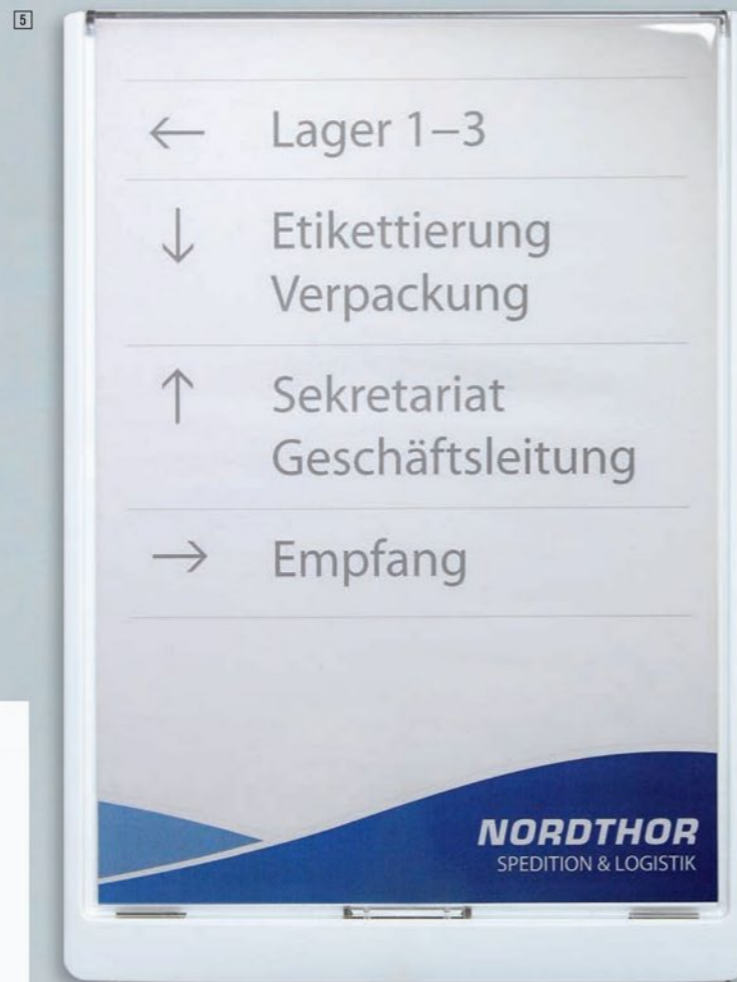 5
← Lager 1–3
↓ Etikettierung
Verpackung
↑ Sekretariat
Geschäftsleitung
→ Empfang
NORDTHOR
SPEDITION & LOGISTIK